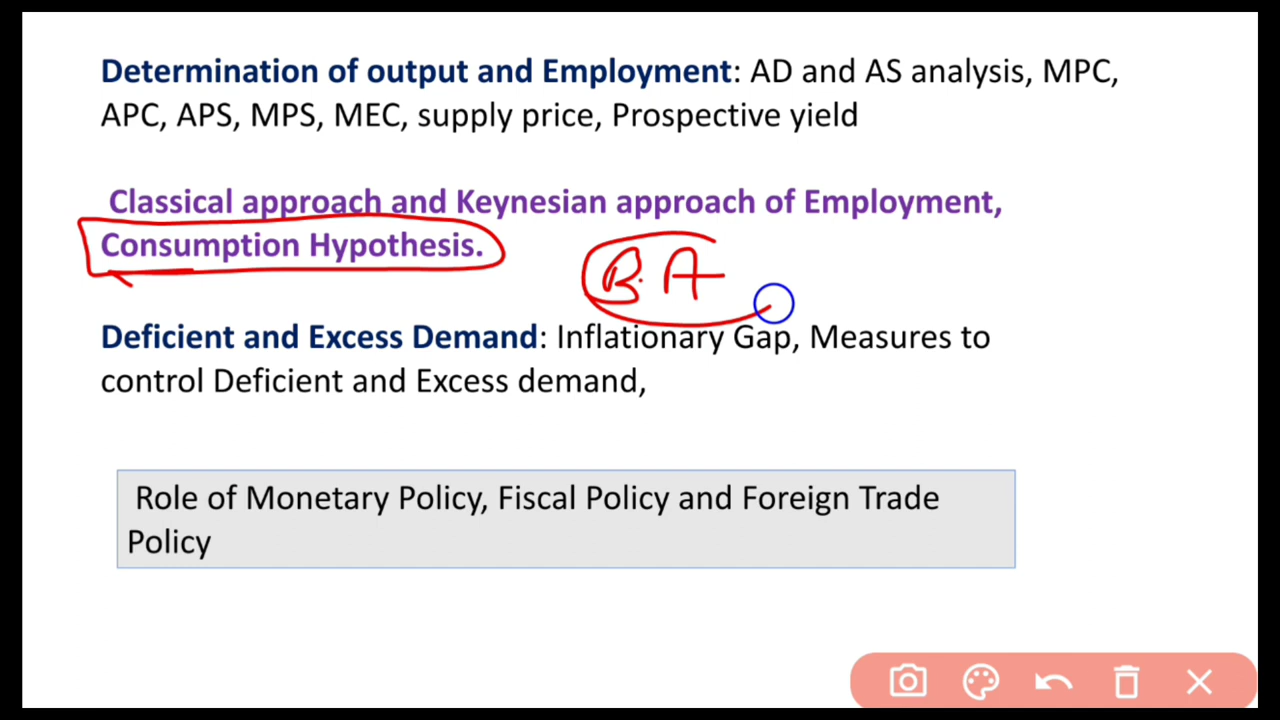 Determination of output and Employment: AD and AS analysis, MPC,
APC, APS, MPS, MEC, supply price, Prospective yield
Classical approach and Keynesian approach of Employment,
Consumption Hypothesis.
B.A
Deficient and Excess Demand: Inflationary Gap, Measures to
control Deficient and Excess demand,
Role of Monetary Policy, Fiscal Policy and Foreign Trade
Policy